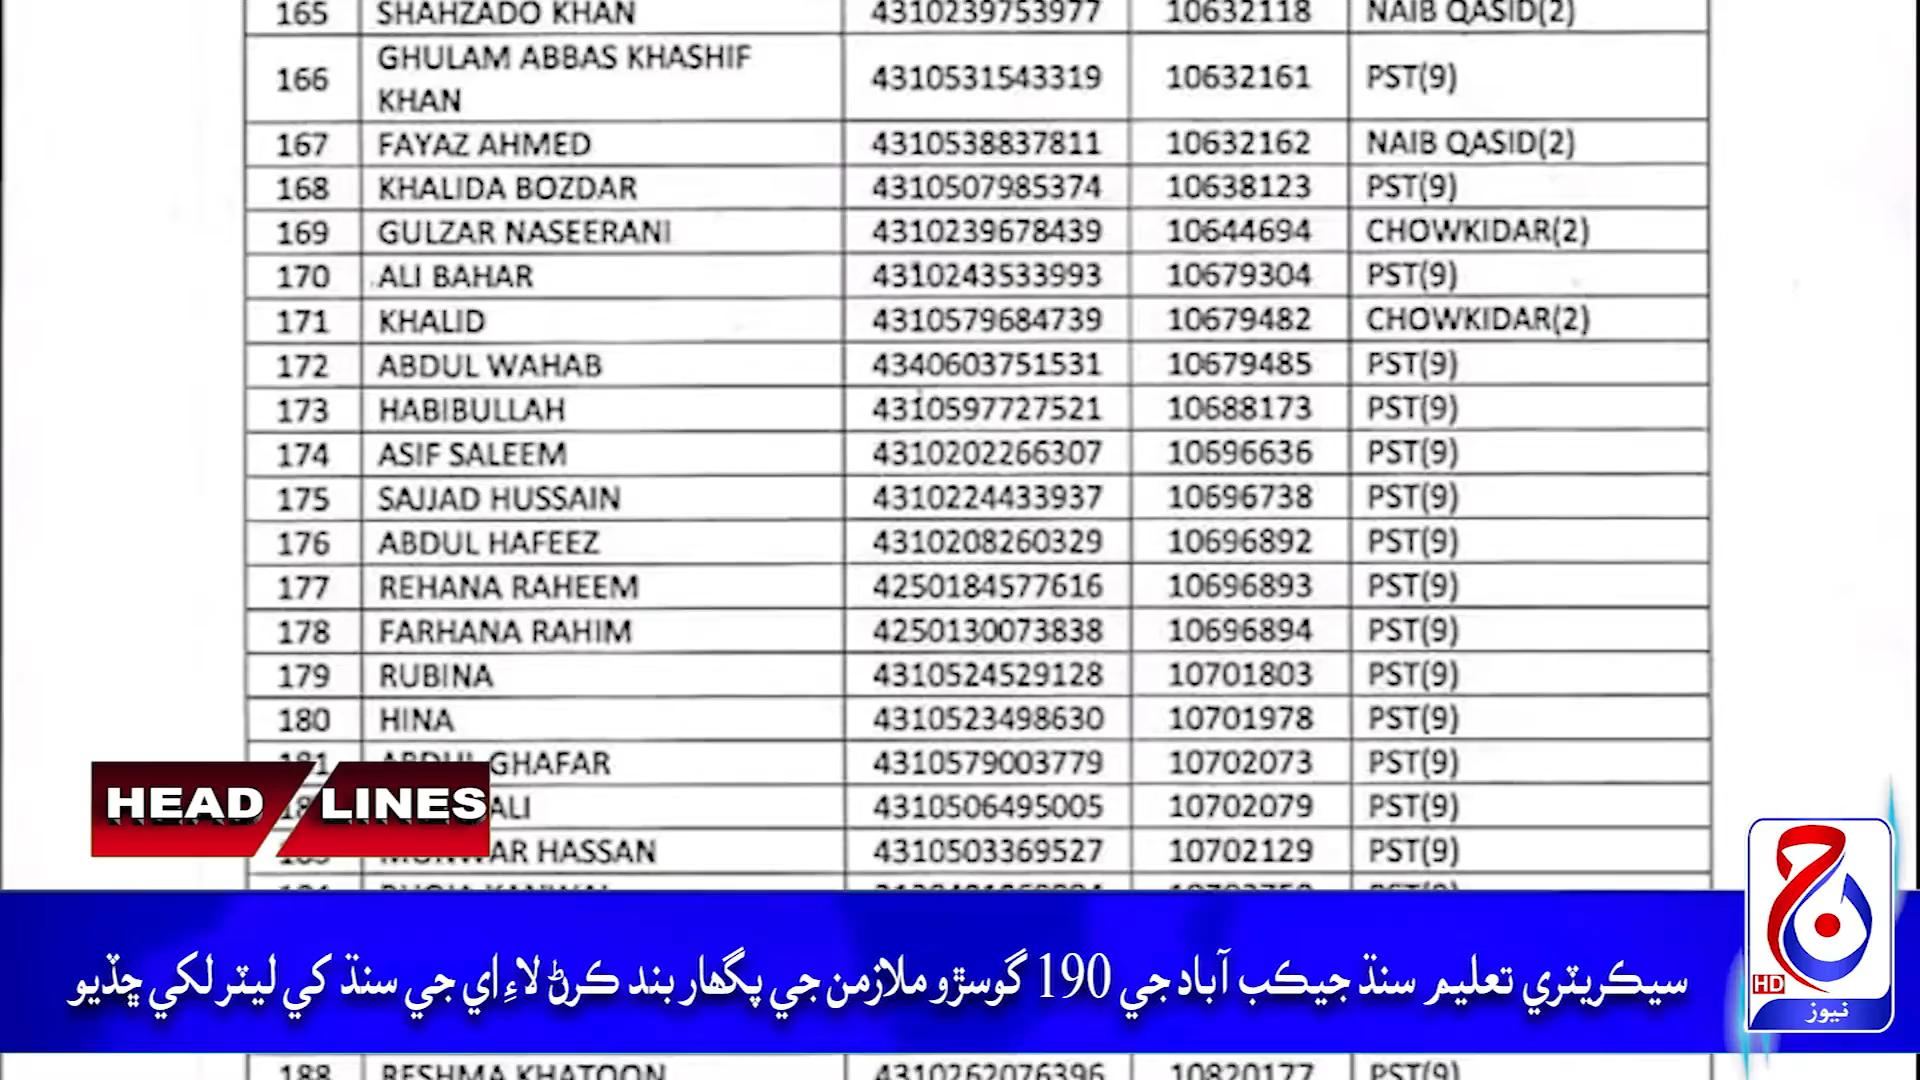 165 SHAHZADO KHAN 4310239753977 10632118 NAIB QASID(2)
166 GHULAM ABBAS KHASHIF KHAN 4310531543319 10632161 PST(9)
167 FAYAZ AHMED 4310538837811 10632162 NAIB QASID(2)
168 KHALIDA BOZDAR 4310507985374 10638123 PST(9)
169 GULZAR NASEERANI 4310239678439 10644694 CHOWKIDAR(2)
170 ALI BAHAR 4310243533993 10679304 PST(9)
171 KHALID 4310579684739 10679482 CHOWKIDAR(2)
172 ABDUL WAHAB 4340603751531 10679485 PST(9)
173 HABIBULLAH 4310597727521 10688173 PST(9)
174 ASIF SALEEM 4310202266307 10696636 PST(9)
175 SAJJAD HUSSAIN 4310224433937 10696738 PST(9)
176 ABDUL HAFEEZ 4310208260329 10696892 PST(9)
177 REHANA RAHEEM 4250184577616 10696893 PST(9)
178 FARHANA RAHIM 4250130073838 10696894 PST(9)
179 RUBINA 4310524529128 10701803 PST(9)
180 HINA 4310523498630 10701978 PST(9)
181 ABDUL GHAFAR 4310579003779 10702073 PST(9)
ALI 4310506495005 10702079 PST(9)
HEAD LINES
183 MUNWAR HASSAN 4310503369527 10702129 PST(9)
سيڪريٽري تعليم سنڌ جيڪب آباد جي 190 گوسڙو ملازمن جي پگهار بند ڪرڻ لاءِ اي جي سنڌ کي ليٽر لکي ڇڏيو
HD
نيوز
188 RESHMA KHATOON 4310262076396 10820177 PST(9)